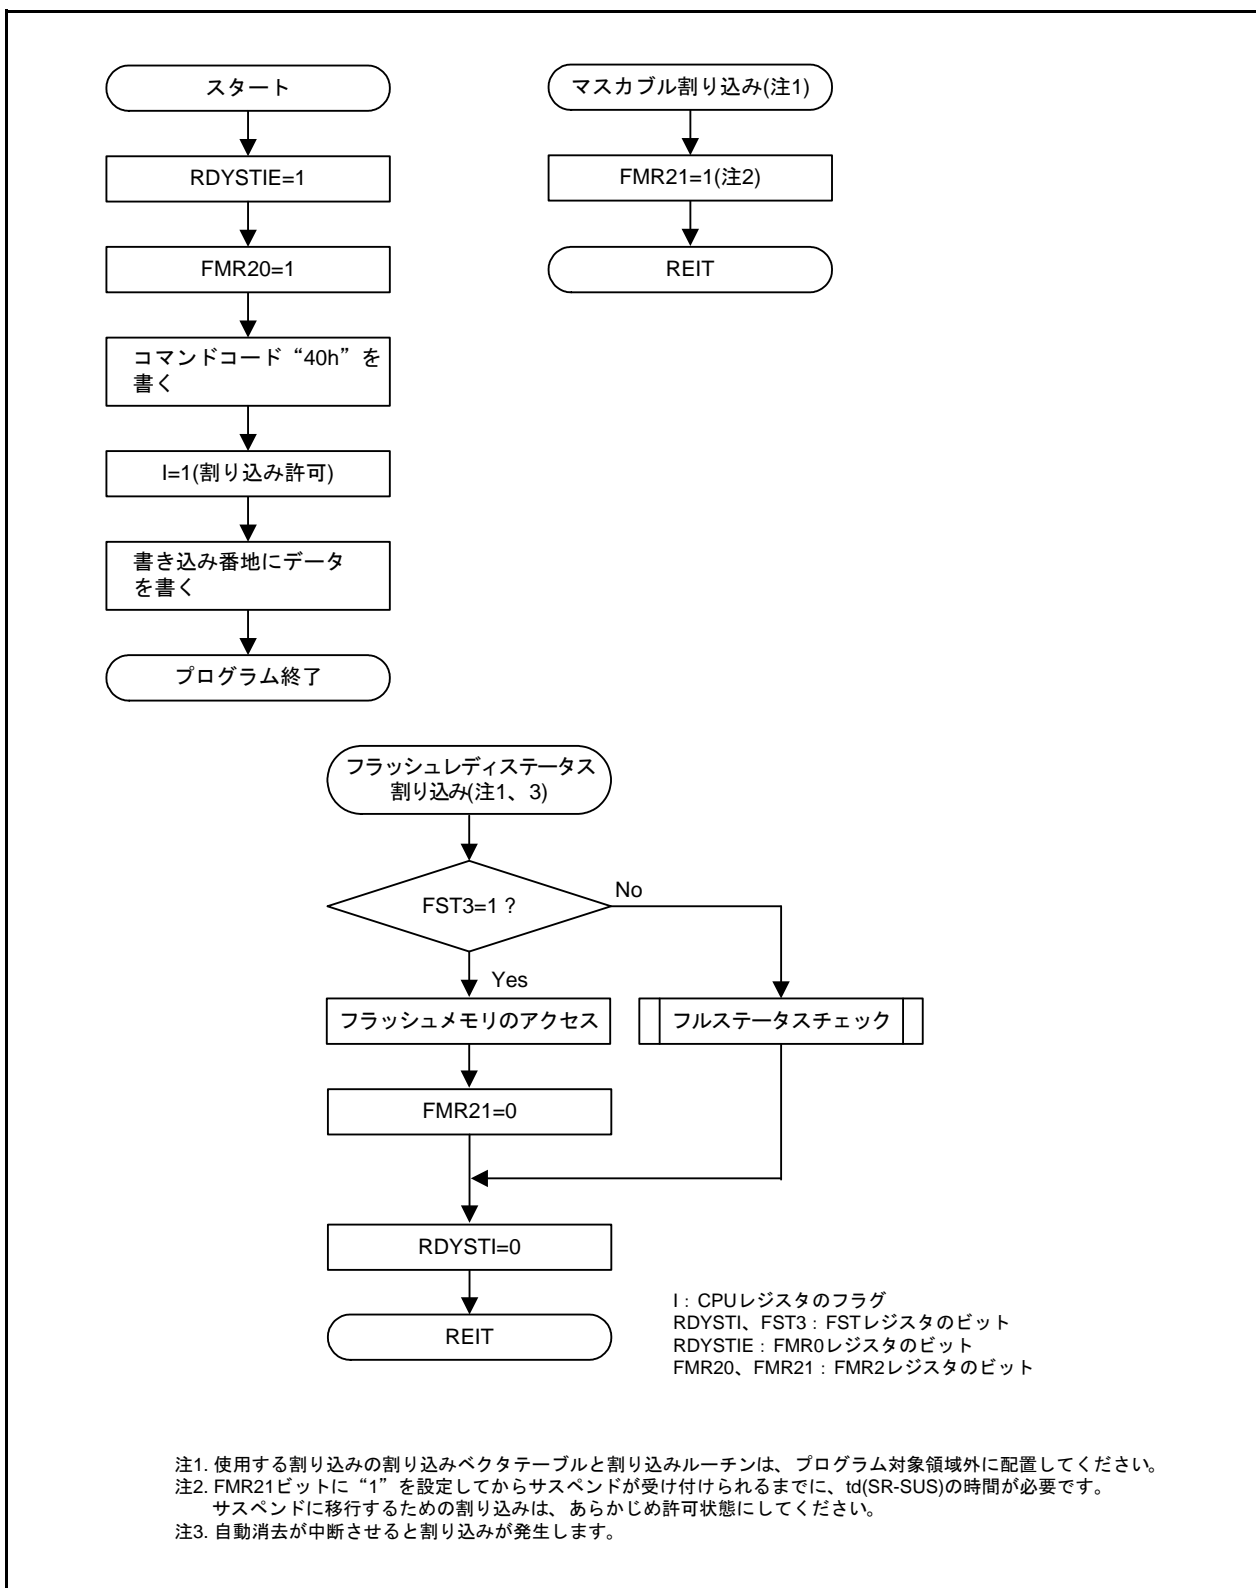 スタート
RDYSTIE=1
FMR20=1
コマンドコード“40h”を
書く
I=1(割り込み許可)
書き込み番地にデータ
を書く
プログラム終了
マスカブル割り込み(注1)
FMR21=1(注2)
REIT
フラッシュレディステータス
割り込み(注1、3)
FST3=1 ?
No
Yes
フラッシュメモリのアクセス
フルステータスチェック
FMR21=0
RDYSTI=0
REIT
I : CPUレジスタのフラグ
RDYSTI、FST3 : FSTレジスタのビット
RDYSTIE : FMR0レジスタのビット
FMR20、FMR21 : FMR2レジスタのビット
注1. 使用する割り込みの割り込みベクタテーブルと割り込みルーチンは、プログラム対象領域外に配置してください。
注2. FMR21ビットに“1”を設定してからサスペンドが受け付けられるまでに、td(SR-SUS)の時間が必要です。
サスペンドに移行するための割り込みは、あらかじめ許可状態にしてください。
注3. 自動消去が中断させると割り込みが発生します。